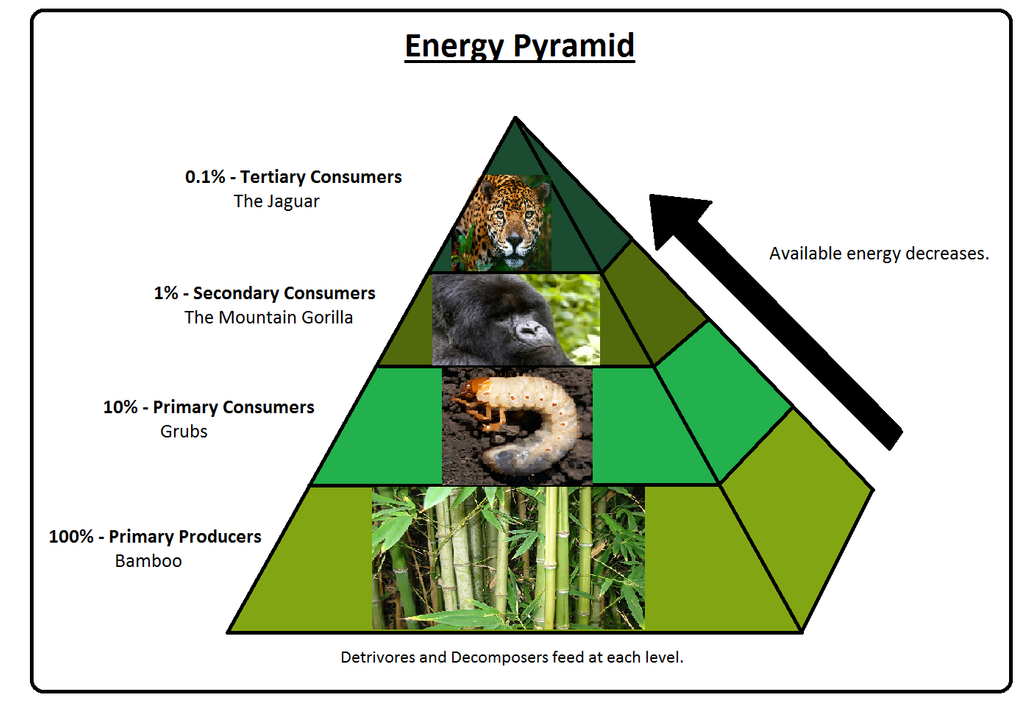 Energy Pyramid
0.1% - Tertiary Consumers
The Jaguar
Available energy decreases.
1% - Secondary Consumers
The Mountain Gorilla
10% - Primary Consumers
Grubs
100% - Primary Producers
Bamboo
Detrivores and Decomposers feed at each level.